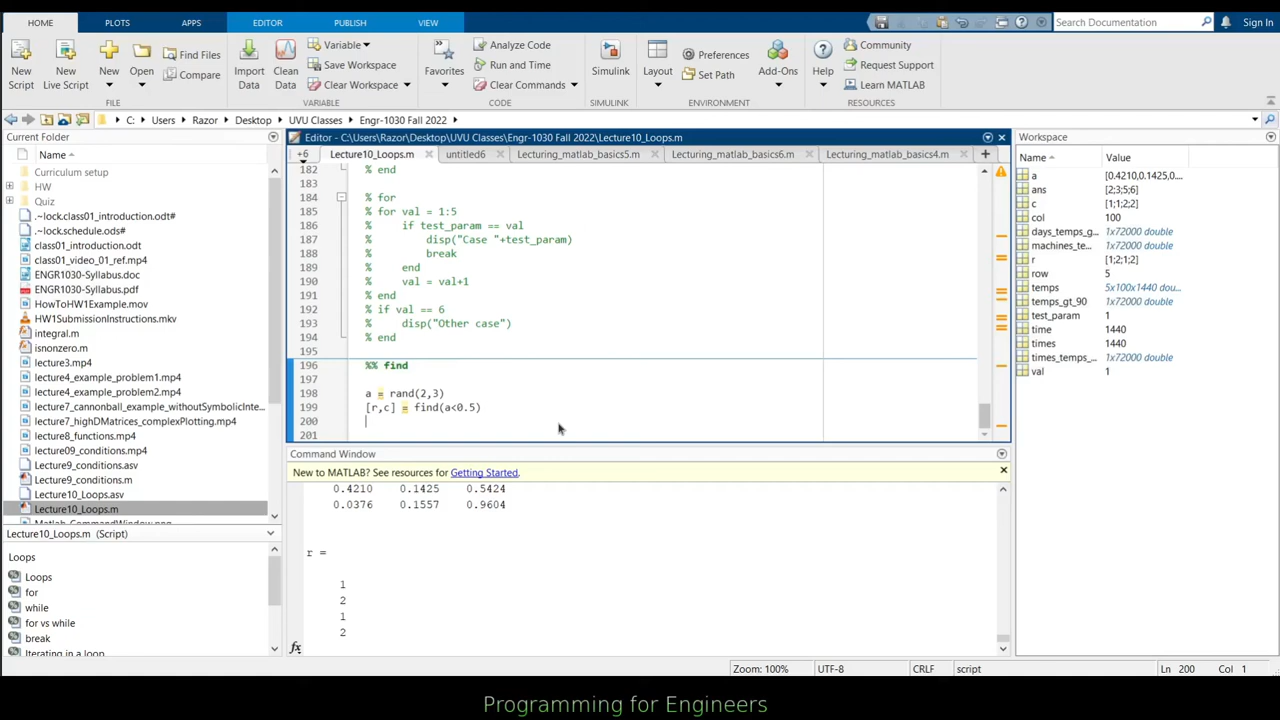 HOME PLOTS APPS EDITOR PUBLISH VIEW Search Documentation Sign In
New Script New Live Script New Open Find Files Compare Import Data Clean Data Variable Save Workspace Clear Workspace Favorites Analyze Code Run and Time Clear Commands Simulink Layout Preferences Set Path Add-Ons Help Community Request Support Learn MATLAB
FILE VARIABLE CODE SIMULINK ENVIRONMENT RESOURCES
C: Users Razor Desktop UVU Classes Engr-1030 Fall 2022
Current Folder
Name
Curriculum setup
HW
Quiz
.~lock.class01_introduction.odt#
.~lock.schedule.ods#
class01_introduction.odt
class01_video_01_ref.mp4
ENGR1030-Syllabus.doc
ENGR1030-Syllabus.pdf
HowToHW1Example.mov
HW1SubmissionInstructions.mkv
integral.m
isnonzero.m
lecture3.mp4
lecture4_example_problem1.mp4
lecture4_example_problem2.mp4
lecture7_cannonball_example_withoutSymbolicInte...
lecture7_highDMatrices_complexPlotting.mp4
lecture8_functions.mp4
lecture09_conditions.mp4
Lecture9_conditions.asv
Lecture9_conditions.m
Lecture10_Loops.asv
Lecture10_Loops.m
Matlab_CommandWindow.png
Lecture10_Loops.m (Script)
Loops
Loops
for
while
for vs while
break
Iterating in a loop
Editor - C:\Users\Razor\Desktop\UVU Classes\Engr-1030 Fall 2022\Lecture10_Loops.m
+6 Lecture10_Loops.m untitled6 Lecturing_matlab_basics5.m Lecturing_matlab_basics6.m Lecturing_matlab_basics4.m
182 % end
183
184 % for
185 % for val = 1:5
186 % if test_param == val
187 % disp("Case "+test_param)
188 % break
189 % end
190 % val = val+1
191 % end
192 % if val == 6
193 % disp("Other case")
194 % end
195
196 %% find
197
198 a = rand(2,3)
199 [r,c] = find(a<0.5)
200
201
Command Window
New to MATLAB? See resources for Getting Started.
0.4210 0.1425 0.5424
0.0376 0.1557 0.9604
r =
1
2
1
2
fx
Workspace
Name Value
a [0.4210,0.1425,0....
ans [2;3;5;6]
c [1;1;2;2]
col 100
days_temps_g... 1x72000 double
machines_te... 1x72000 double
r [1;2;1;2]
row 5
temps 5x100x1440 dou...
temps_gt_90 1x72000 double
test_param 1
time 1440
times 1440
times_temps_... 1x72000 double
val 1
Zoom: 100% UTF-8 CRLF script Ln 200 Col 1
Programming for Engineers